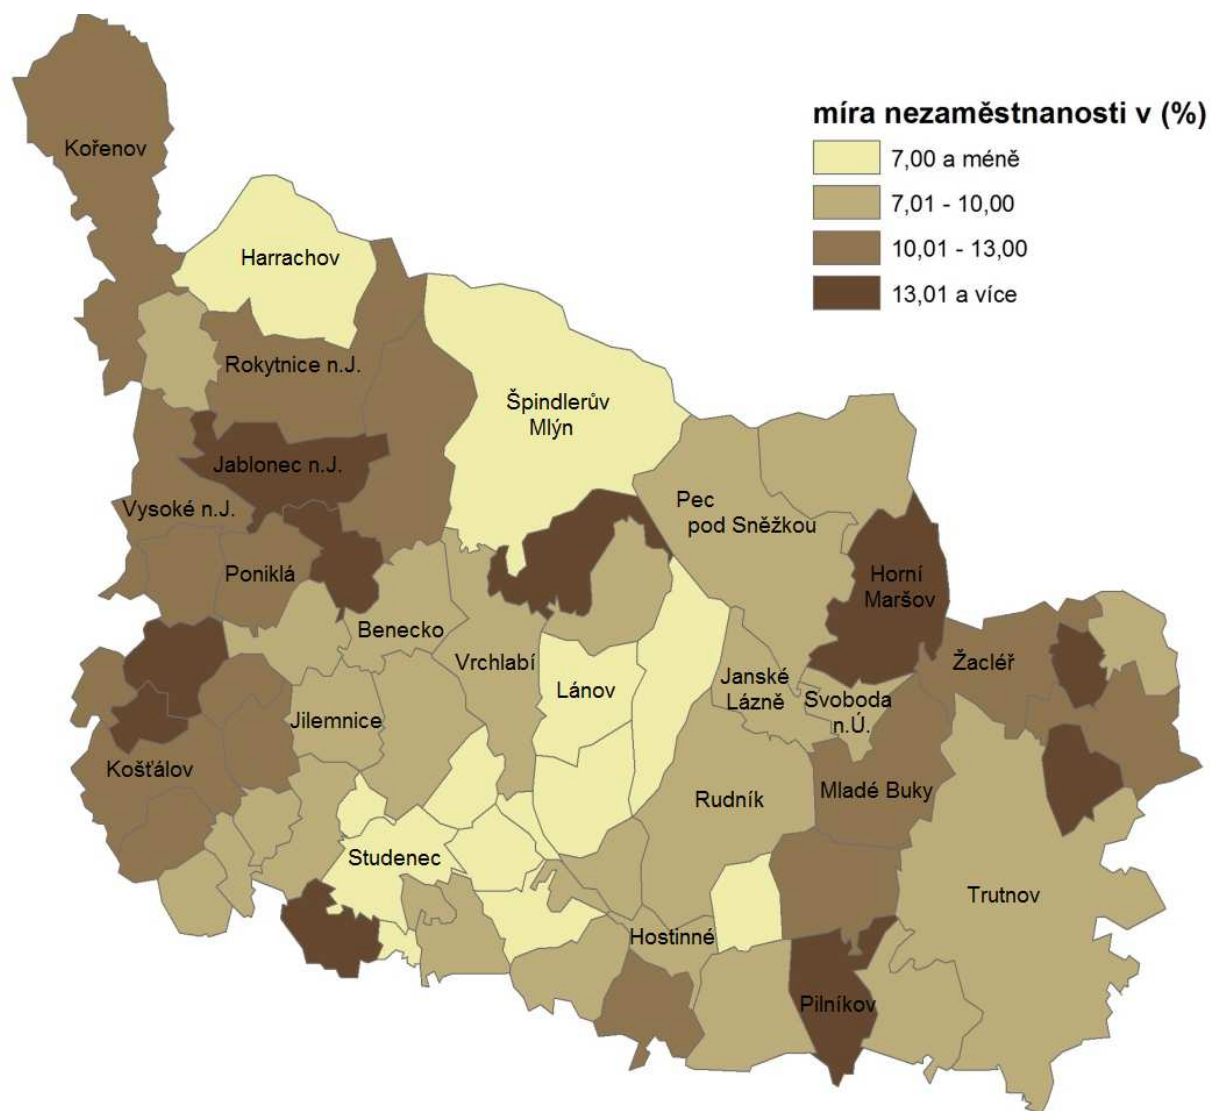 míra nezaměstnanosti v (%)
7,00 a méně
7,01 - 10,00
10,01 - 13,00
13,01 a více
Kořenov
Harrachov
Rokytnice n.J.
Špindlerův
Mlýn
Jablonec n.J.
Vysoké n.J.
Pec
pod Sněžkou
Poniklá
Horní
Maršov
Benecko
Vrchlabí
Žacléř
Lánov
Janské
Lázně
Svoboda
n.Ú.
Jilemnice
Košťálov
Rudník
Mladé Buky
Studenec
Trutnov
Hostinné
Pilníkov